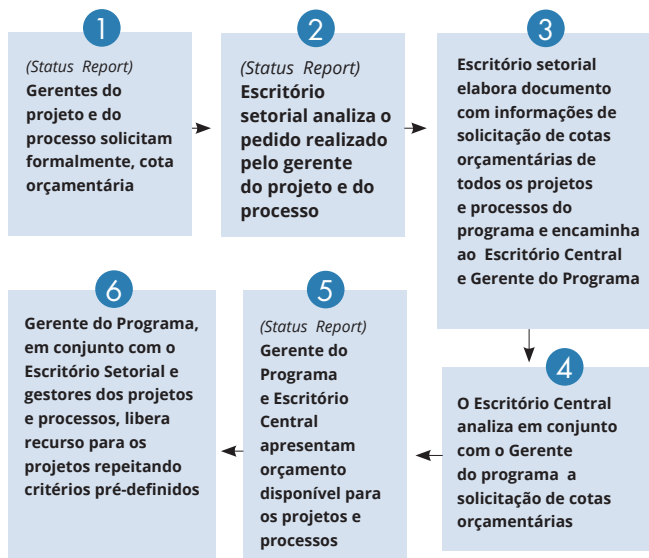 1
(Status Report)
Gerentes do
projeto e do
processo solicitam
formalmente, cota
orçamentária
2
(Status Report)
Escritório
setorial analiza o
pedido realizado
pelo gerente
do projeto e do
processo
3
Escritório setorial
elabora documento
com informações de
solicitação de cotas
orçamentárias de
todos os projetos
e processos do
programa e encaminha
ao Escritório Central
e Gerente do Programa
4
O Escritório Central
analiza em conjunto
com o Gerente
do programa a
solicitação de cotas
orçamentárias
5
(Status Report)
Gerente do
Programa
e Escritório
Central
apresentam
orçamento
disponível para
os projetos e
processos
6
Gerente do Programa,
em conjunto com o
Escritório Setorial e
gestores dos projetos
e processos, libera
recurso para os
projetos repeitando
critérios pré-definidos